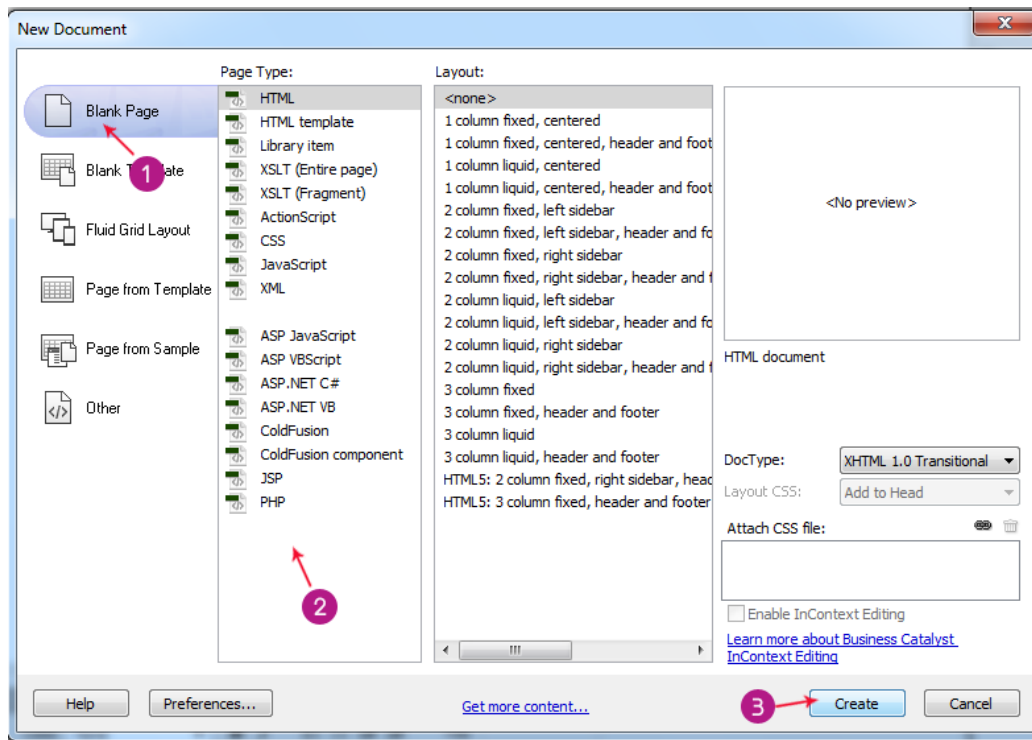 New Document
Blank Page
Blank T late
Fluid Grid Layout
Page from Template
Page from Sample
Other
1
Page Type:
HTML
HTML template
Library item
XSLT (Entire page)
XSLT (Fragment)
ActionScript
CSS
JavaScript
XML
ASP JavaScript
ASP VBScript
ASP.NET C#
ASP.NET VB
ColdFusion
ColdFusion component
JSP
PHP
2
Layout:
<none>
1 column fixed, centered
1 column fixed, centered, header and foot
1 column liquid, centered
1 column liquid, centered, header and foot
2 column fixed, left sidebar
2 column fixed, left sidebar, header and fo
2 column fixed, right sidebar
2 column fixed, right sidebar, header and f
2 column liquid, left sidebar
2 column liquid, left sidebar, header and fo
2 column liquid, right sidebar
2 column liquid, right sidebar, header and f
3 column fixed
3 column fixed, header and footer
3 column liquid
3 column liquid, header and footer
HTML5: 2 column fixed, right sidebar, head
HTML5: 3 column fixed, header and footer
<No preview>
HTML document
DocType: XHTML 1.0 Transitional
Layout CSS: Add to Head
Attach CSS file:
Enable InContext Editing
Learn more about Business Catalyst
InContext Editing
Help Preferences... Get more content... 3 Create Cancel